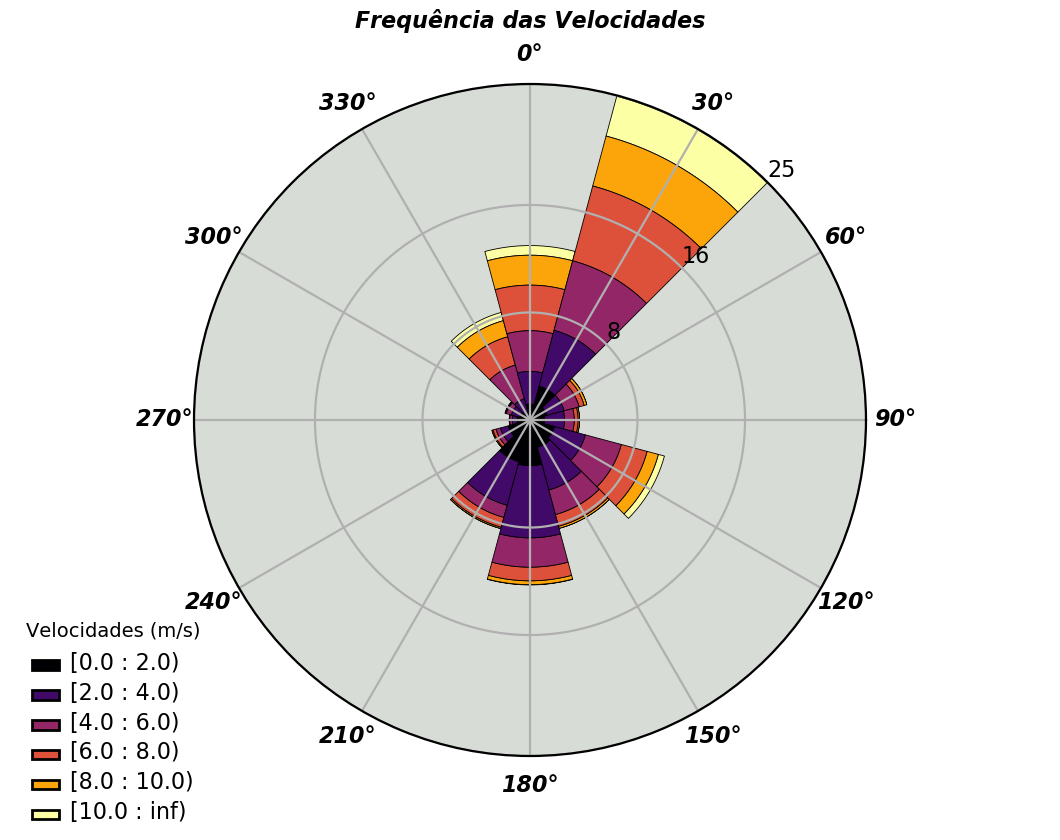 Frequência das Velocidades
0°
330°
30°
25
300°
60°
16
8
270°
90°
240°
120°
210°
150°
180°
Velocidades (m/s)
[0.0 : 2.0)
[2.0 : 4.0)
[4.0 : 6.0)
[6.0 : 8.0)
[8.0 : 10.0)
[10.0 : inf)